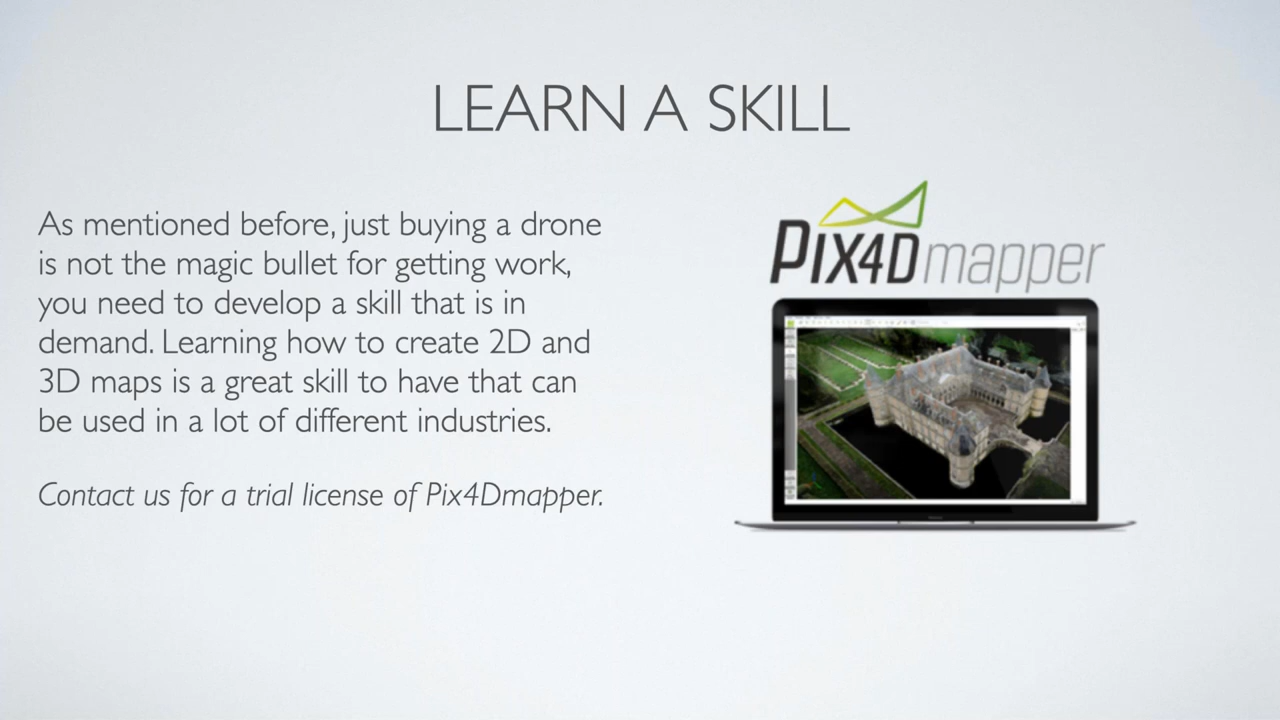 LEARN A SKILL
As mentioned before, just buying a drone
is not the magic bullet for getting work,
you need to develop a skill that is in
demand. Learning how to create 2D and
3D maps is a great skill to have that can
be used in a lot of different industries.
Contact us for a trial license of Pix4Dmapper.
PIX4Dmapper